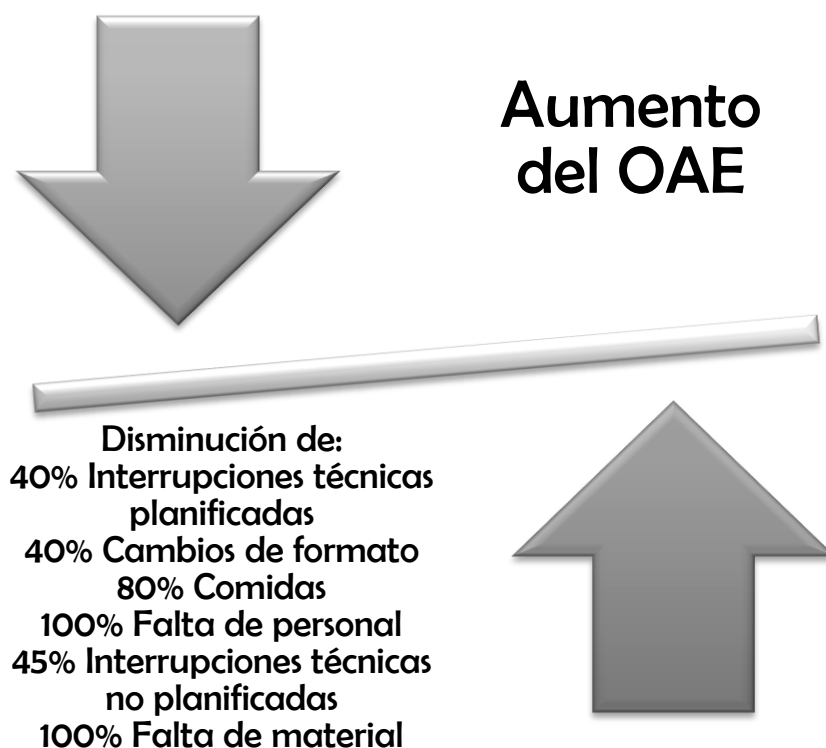 Aumento
del OAE
Disminución de:
40% Interrupciones técnicas
planificadas
40% Cambios de formato
80% Comidas
100% Falta de personal
45% Interrupciones técnicas
no planificadas
100% Falta de material